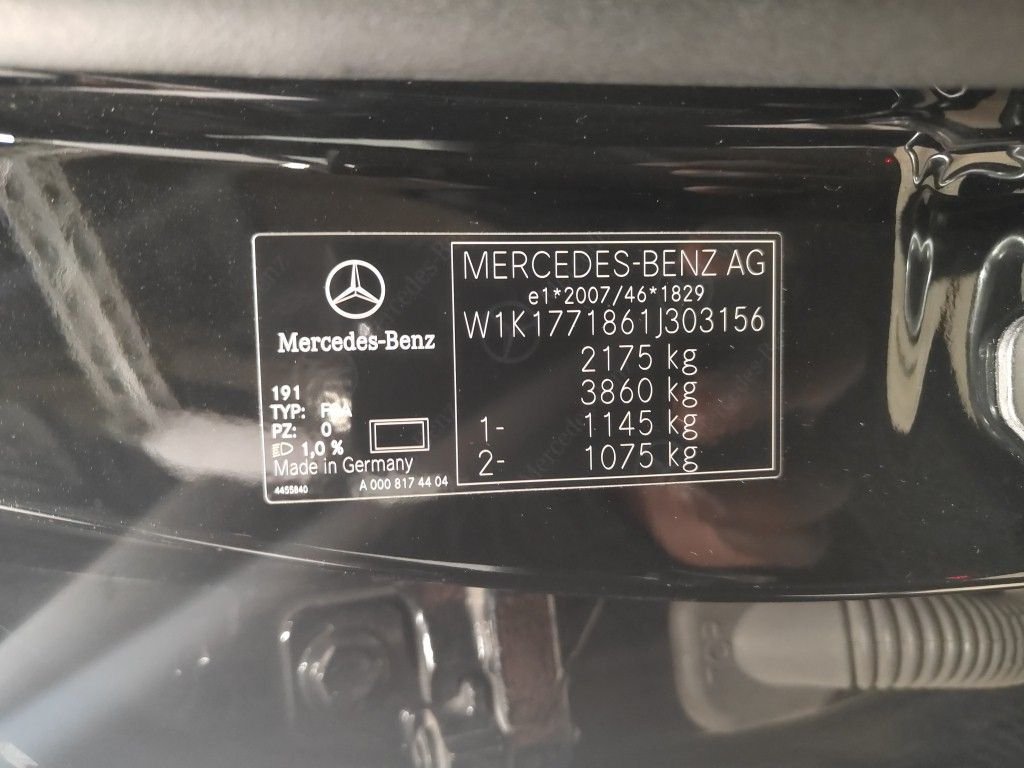 Mercedes-Benz
191
TYP: F2A
PZ: 0
1,0 %
Made in Germany
4455840
A 000 817 44 04
MERCEDES-BENZ AG
e1*2007/46*1829
W1K1771861J303156
2175 kg
3860 kg
1- 1145 kg
2- 1075 kg